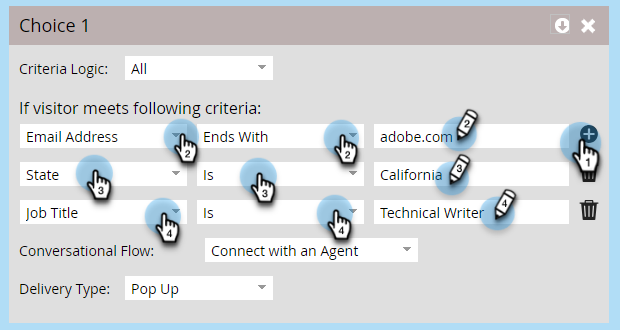 Choice 1
Criteria Logic: All
If visitor meets following criteria:
Email Address Ends With adobe.com
2 2 2 1
State Is California
3 3 3
Job Title Is Technical Writer
4 4 4
Conversational Flow: Connect with an Agent
Delivery Type: Pop Up